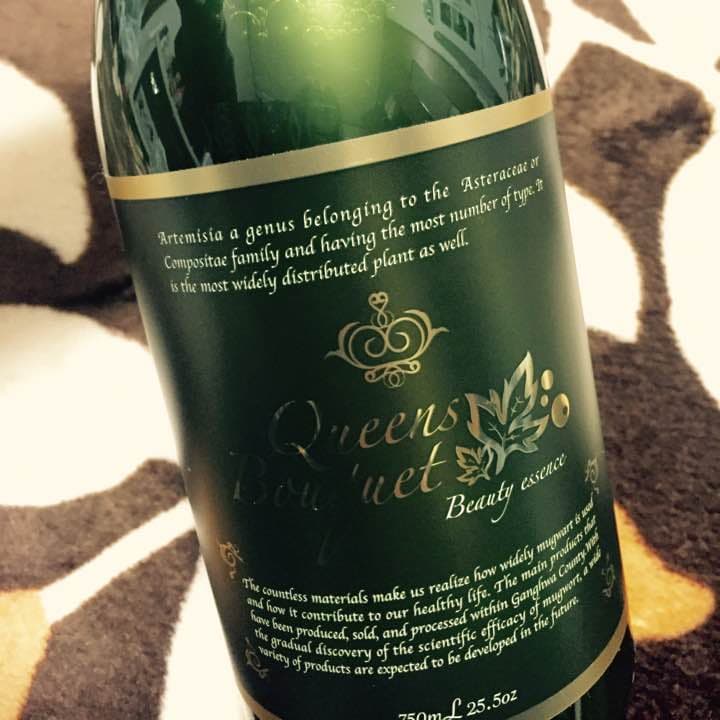 Artemisia a genus belonging to the Asteraceae or
Compositae family and having the most number of type. It
is the most widely distributed plant as well.
Queens
Bouquet
Beauty essence
The countless materials make us realize how widely mugwart is used
and how it contribute to our healthy life. The main products that
have been produced, sold, and processed within Ganghwa County. With
the gradual discovery of the scientific efficacy of mugwort, a wide
variety of products are expected to be developed in the future.
750mL 25.5oz